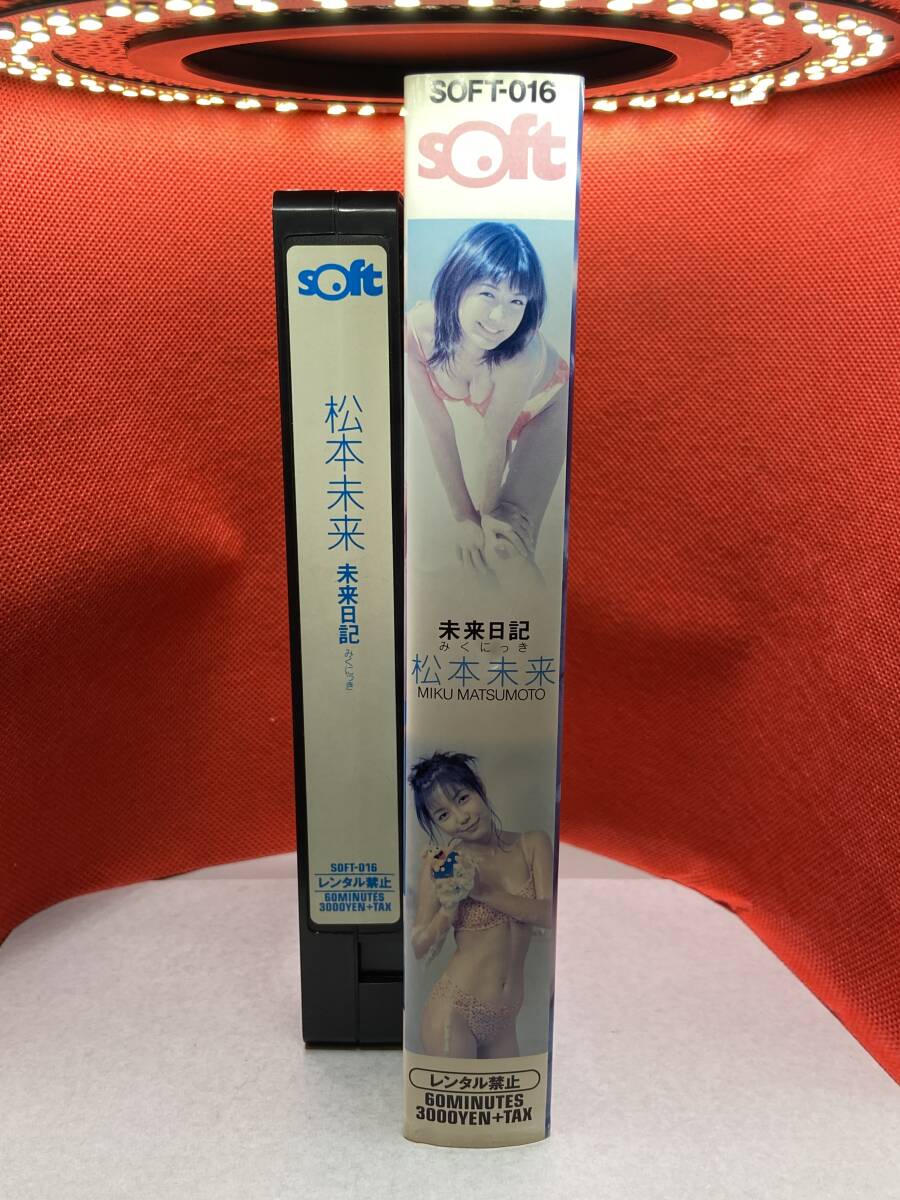 soft
松本未来
未来日記
みくにっき
SOFT-016
レンタル禁止
60MINUTES
3000YEN+TAX
SOFT-016
soft
未来日記
みくにっき
松本未来
MIKU MATSUMOTO
レンタル禁止
60MINUTES
3000YEN+TAX